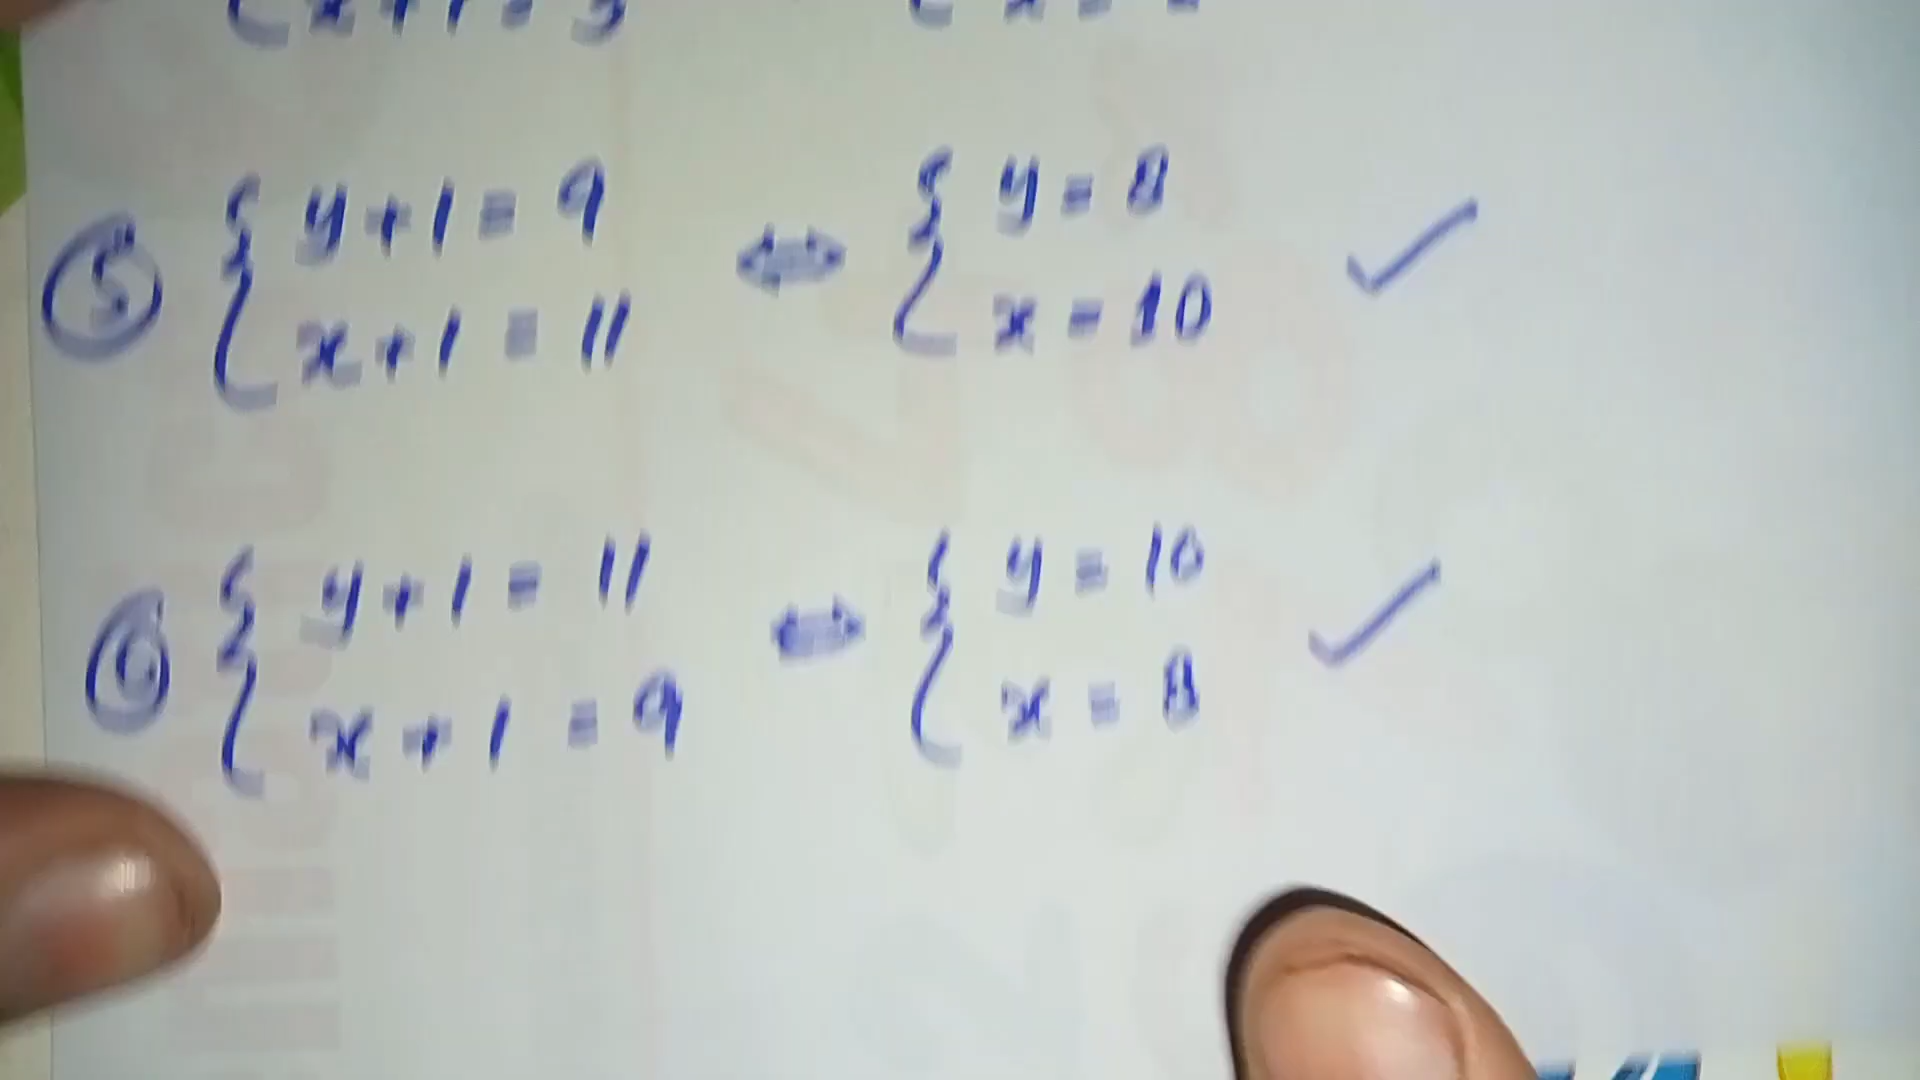 ⑤ { y + 1 = 9 ⇔ { y = 8 ✓
x + 1 = 11 x = 10
⑥ { y + 1 = 11 ⇔ { y = 10 ✓
x + 1 = 9 x = 8